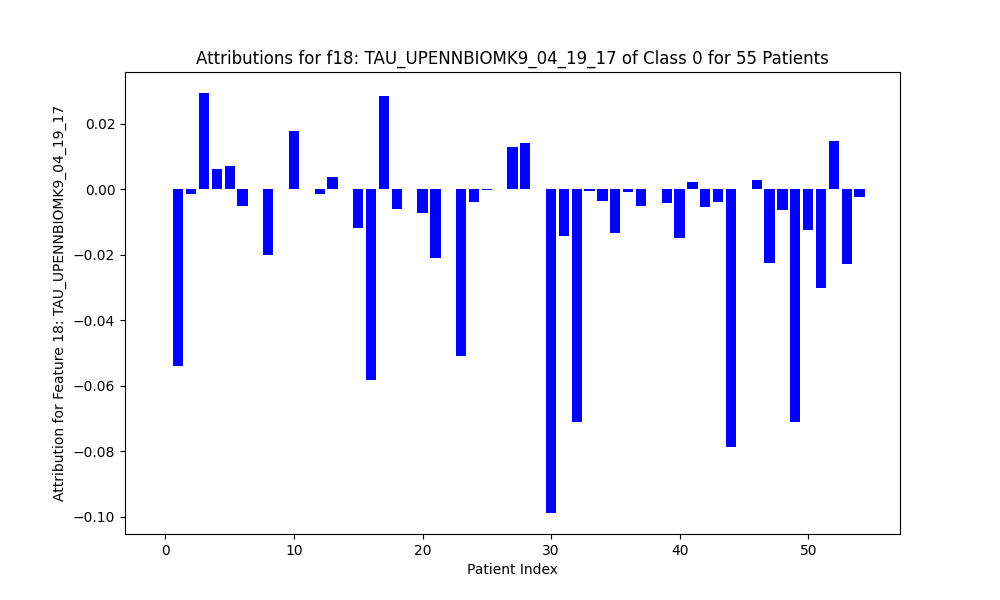 Attributions for f18: TAU_UPENNBIOMK9_04_19_17 of Class 0 for 55 Patients
Attribution for Feature 18: TAU_UPENNBIOMK9_04_19_17
0.02
0.00
−0.02
−0.04
−0.06
−0.08
−0.10
0 10 20 30 40 50
Patient Index